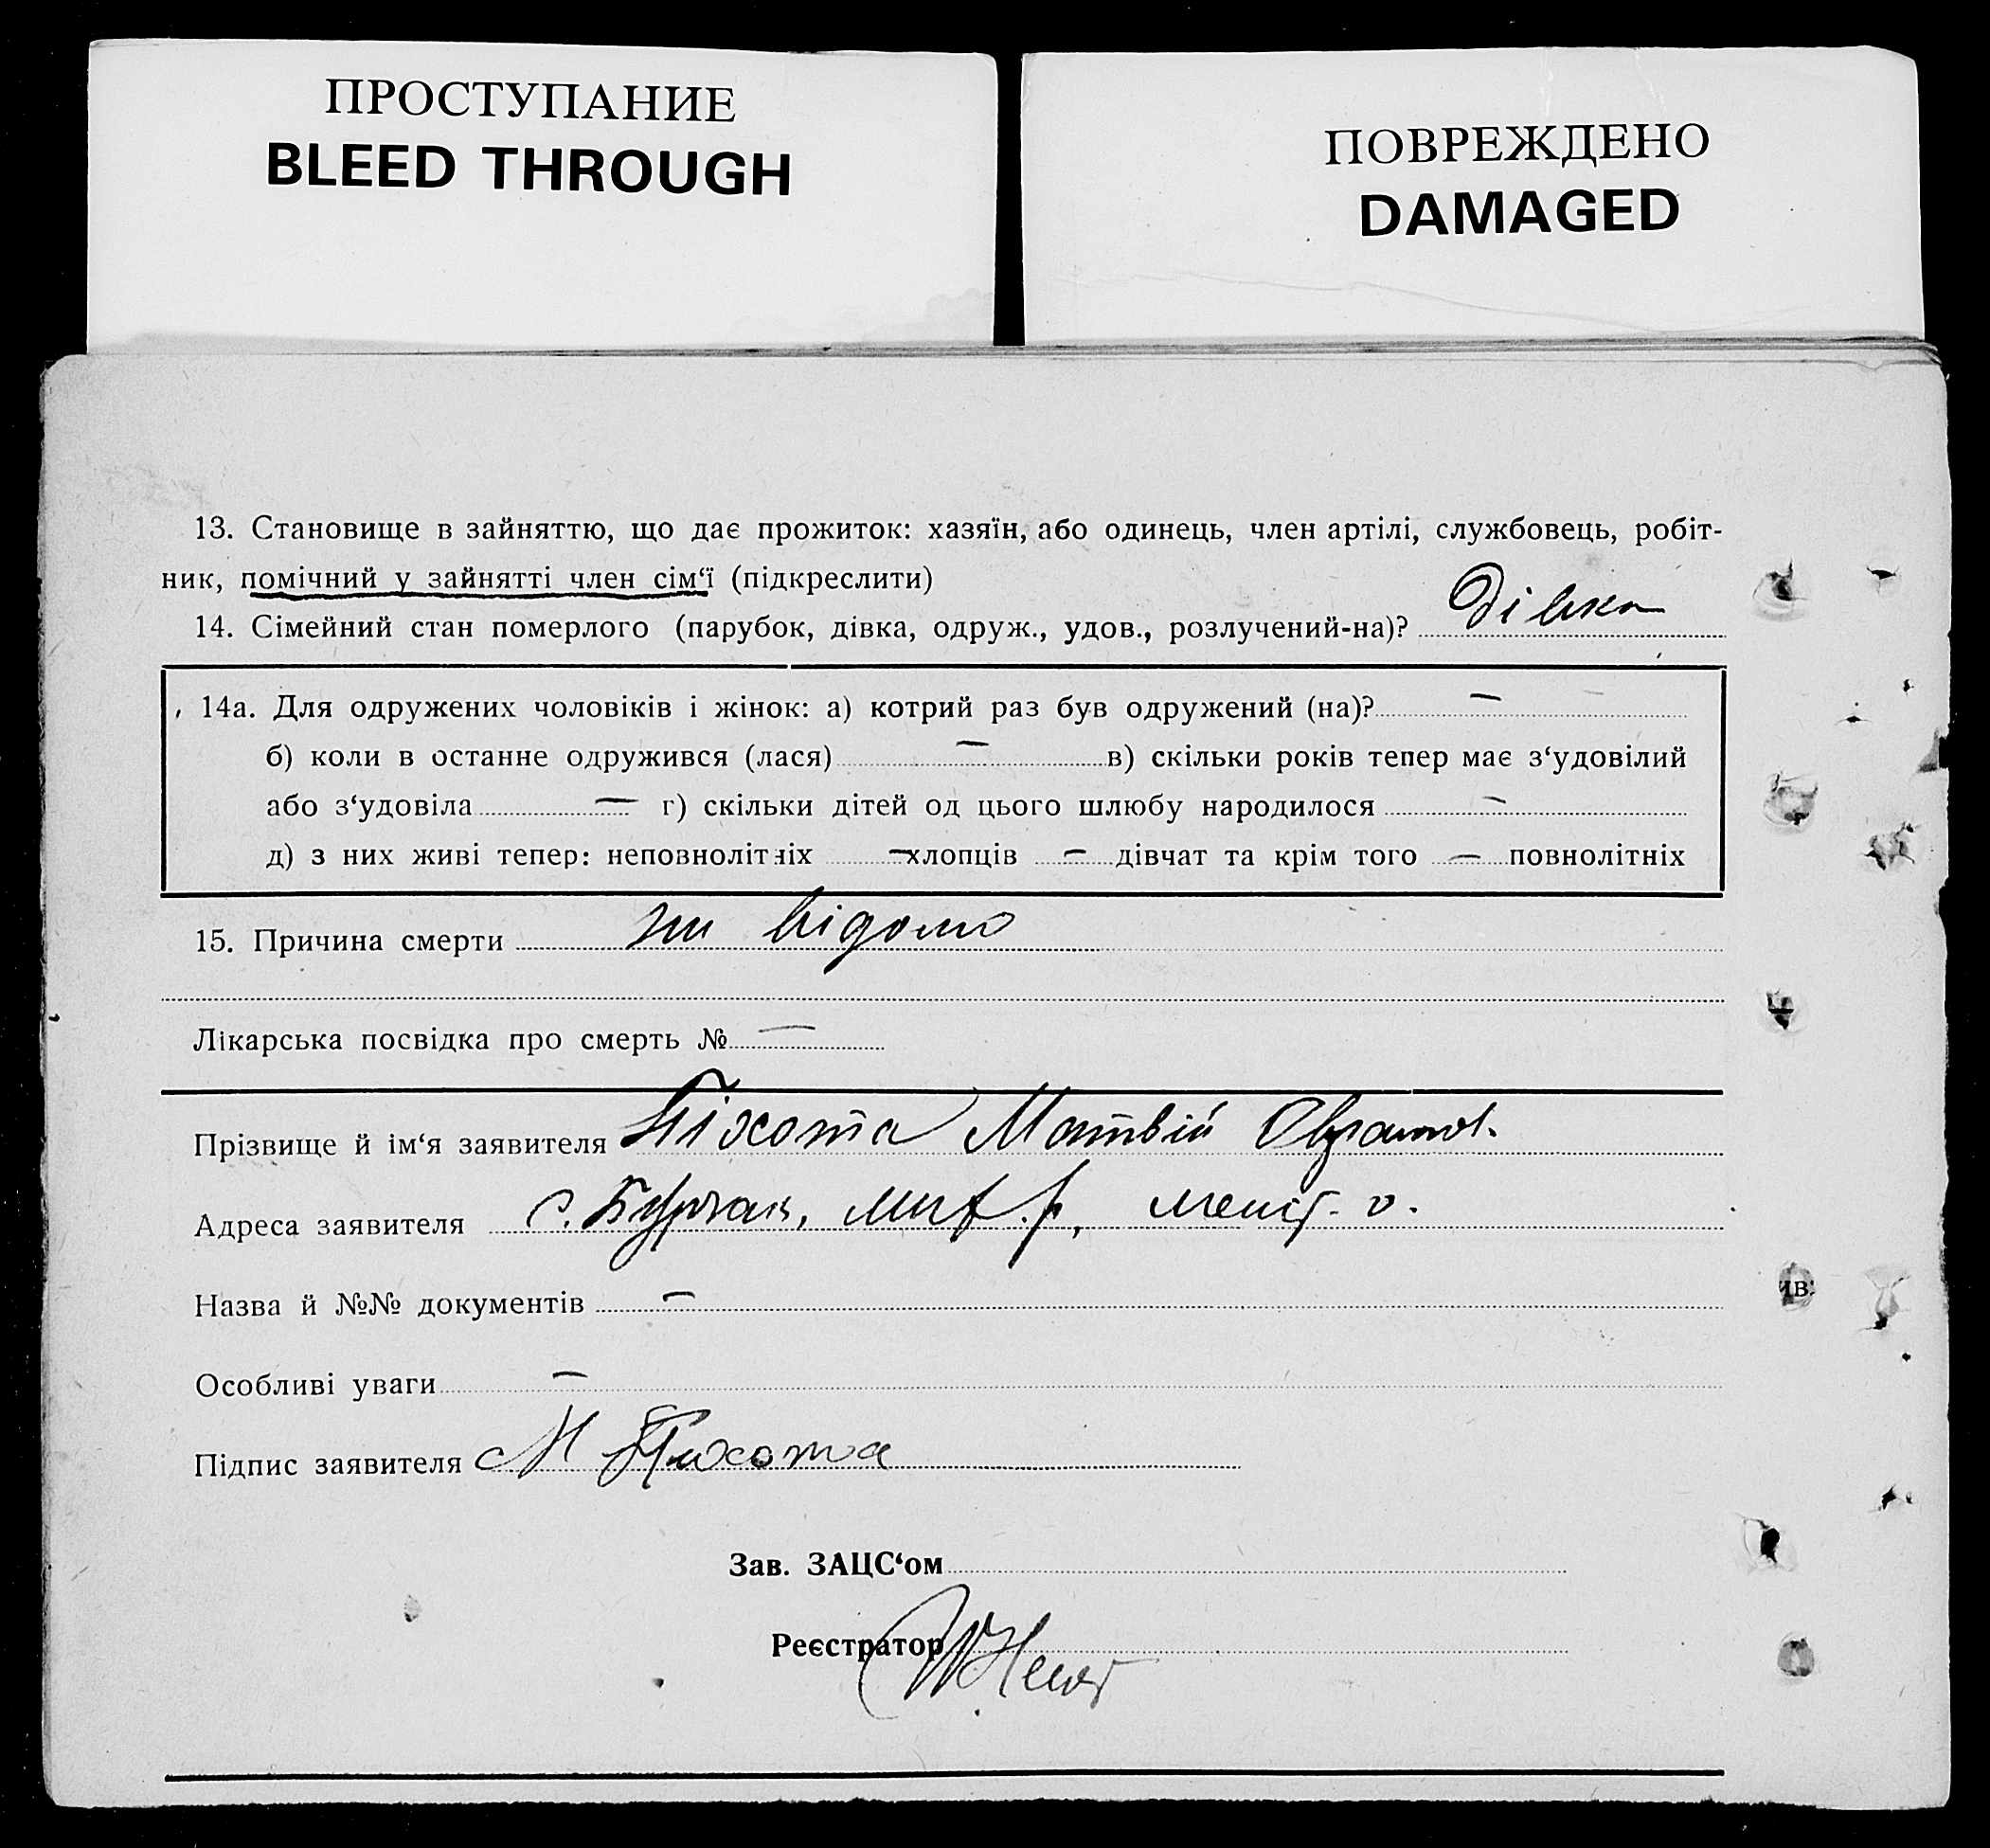 ПРОСТУПАНИЕ
BLEED THROUGH
ПОВРЕЖДЕНО
DAMAGED
13. Становище в зайняттю, що дає прожиток: хазяїн, або одинець, член артілі, службовець, робіт-
ник, помічний у зайнятті член сім‘ї (підкреслити)
14. Сімейний стан померлого (парубок, дівка, одруж., удов., розлучений-на)? Дівка
14а. Для одружених чоловіків і жінок: а) котрий раз був одружений (на)? —
б) коли в останнє одружився (лася) — в) скільки років тепер має з‘удовілий
або з‘удовіла — г) скільки дітей од цього шлюбу народилося —
д) з них живі тепер: неповнолітніх — хлопців — дівчат та крім того — повнолітніх
15. Причина смерти ни відомо
Лікарська посвідка про смерть № —
Прізвище й ім‘я заявителя Піхота Матвій
Адреса заявителя с.
Назва й №№ документів —
Особливі уваги —
Підпис заявителя М Пихота
Зав. ЗАЦС‘ом
Реєстратор
ив.